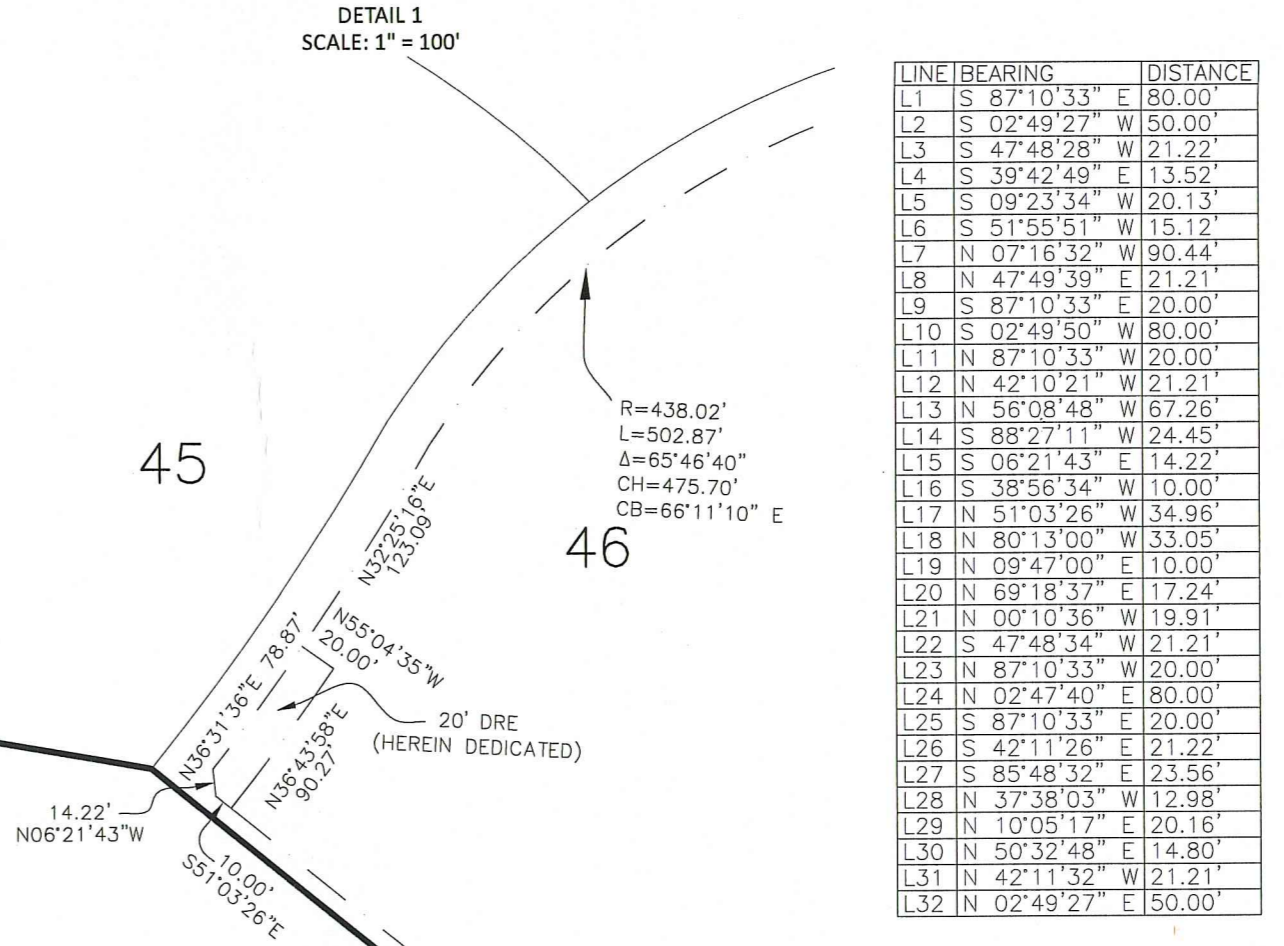 DETAIL 1
SCALE: 1" = 100'
R=438.02'
L=502.87'
Δ=65°46'40"
CH=475.70'
CB=66°11'10" E
45
46
N32°25'16"E
123.09'
N55°04'35"W
20.00'
N36°31'36"E 78.87'
20' DRE
(HEREIN DEDICATED)
N36°43'58"E
90.27'
14.22'
N06°21'43"W
10.00'
S51°03'26"E
LINE BEARING DISTANCE
L1 S 87°10'33" E 80.00'
L2 S 02°49'27" W 50.00'
L3 S 47°48'28" W 21.22'
L4 S 39°42'49" E 13.52'
L5 S 09°23'34" W 20.13'
L6 S 51°55'51" W 15.12'
L7 N 07°16'32" W 90.44'
L8 N 47°49'39" E 21.21'
L9 S 87°10'33" E 20.00'
L10 S 02°49'50" W 80.00'
L11 N 87°10'33" W 20.00'
L12 N 42°10'21" W 21.21'
L13 N 56°08'48" W 67.26'
L14 S 88°27'11" W 24.45'
L15 S 06°21'43" E 14.22'
L16 S 38°56'34" W 10.00'
L17 N 51°03'26" W 34.96'
L18 N 80°13'00" W 33.05'
L19 N 09°47'00" E 10.00'
L20 N 69°18'37" E 17.24'
L21 N 00°10'36" W 19.91'
L22 S 47°48'34" W 21.21'
L23 N 87°10'33" W 20.00'
L24 N 02°47'40" E 80.00'
L25 S 87°10'33" E 20.00'
L26 S 42°11'26" E 21.22'
L27 S 85°48'32" E 23.56'
L28 N 37°38'03" W 12.98'
L29 N 10°05'17" E 20.16'
L30 N 50°32'48" E 14.80'
L31 N 42°11'32" W 21.21'
L32 N 02°49'27" E 50.00'